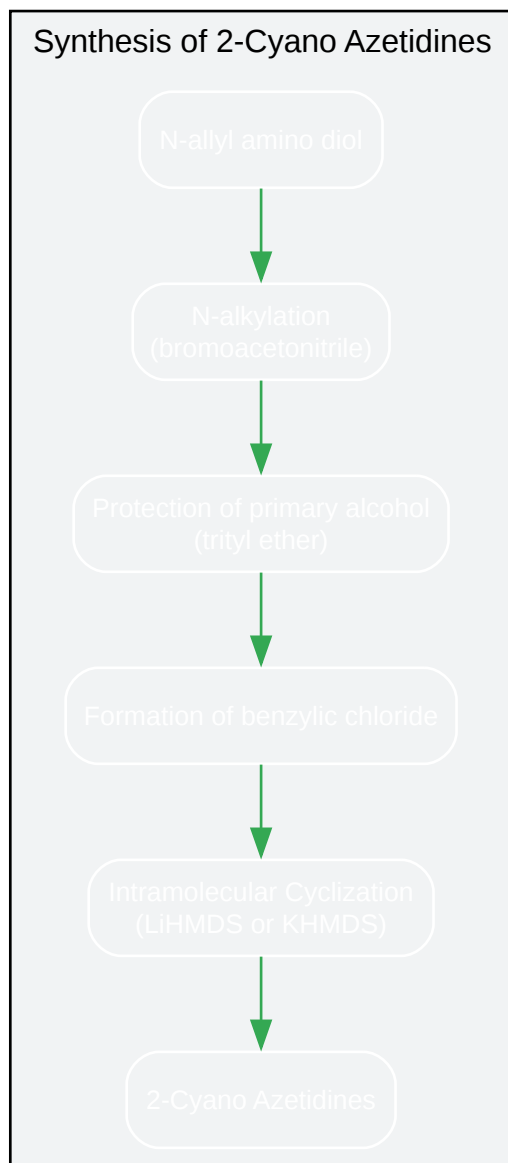 Synthesis of 2-Cyano Azetidines
N-allyl amino diol
N-alkylation
(bromoacetonitrile)
Protection of primary alcohol
(trityl ether)
Formation of benzylic chloride
Intramolecular Cyclization
(LiHMDS or KHMDS)
2-Cyano Azetidines